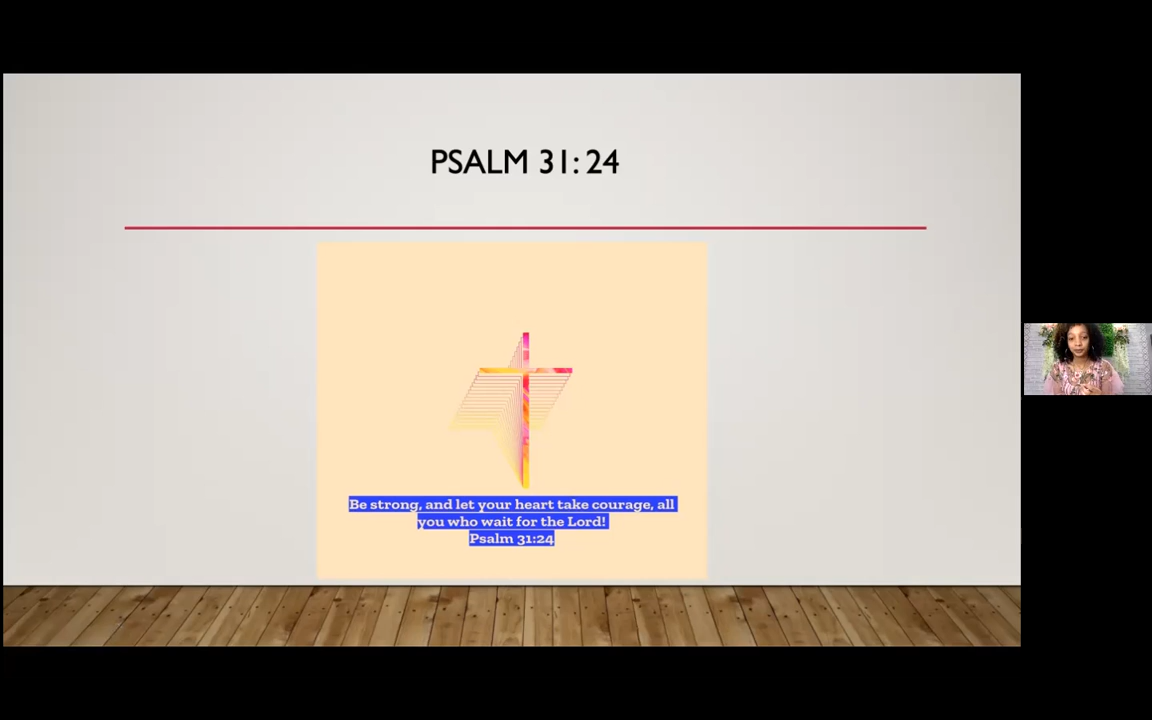 PSALM 31: 24
Be strong, and let your heart take courage, all
you who wait for the Lord!
Psalm 31:24